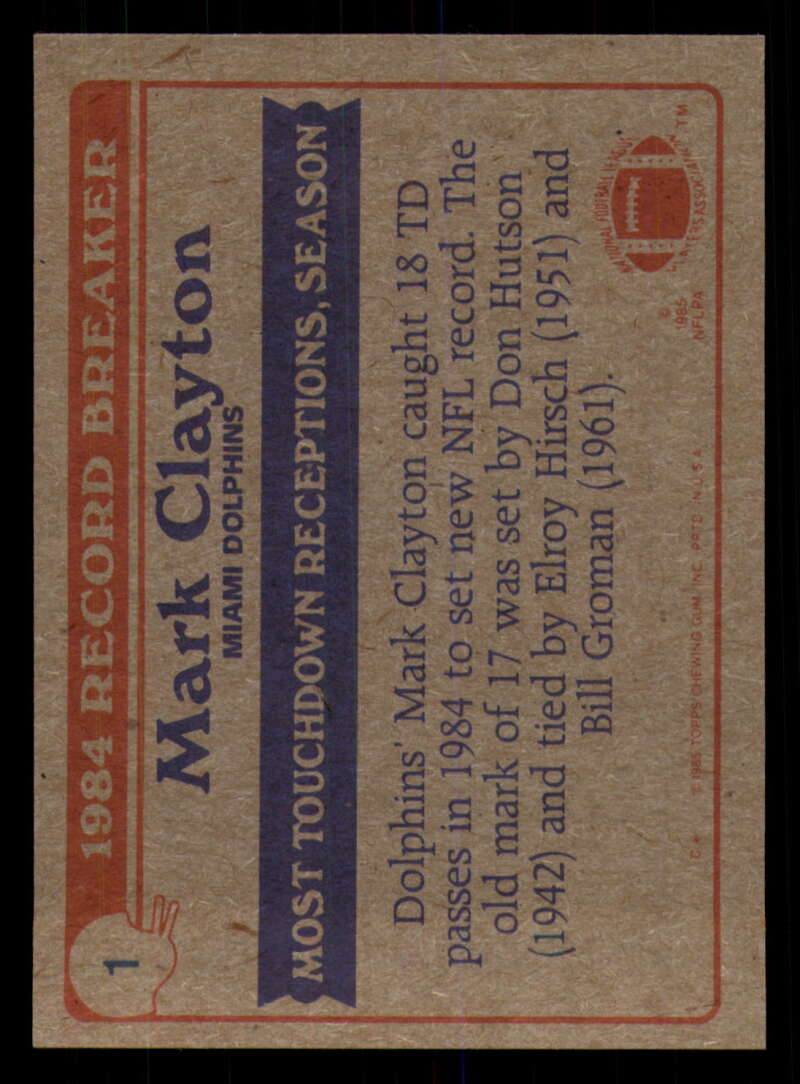 1
1984 RECORD BREAKER
Mark Clayton
MIAMI DOLPHINS
MOST TOUCHDOWN RECEPTIONS, SEASON
Dolphins' Mark Clayton caught 18 TD
passes in 1984 to set new NFL record. The
old mark of 17 was set by Don Hutson
(1942) and tied by Elroy Hirsch (1951) and
Bill Groman (1961).
NATIONAL FOOTBALL LEAGUE
PLAYERS ASSOCIATION
TM
©
1985
NFLPA
© 1985 TOPPS CHEWING GUM, INC. PRTD. IN U.S.A.